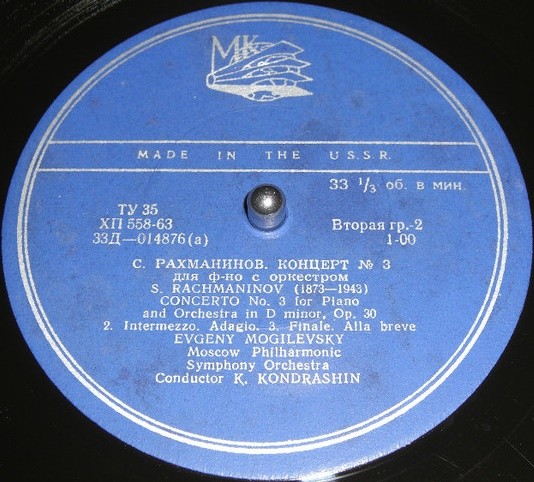 МК
MADE IN THE U.S.S.R.
33 1/3 об. в мин.
ТУ 35
ХП 558-63
33Д—014876(а)
Вторая гр.-2
1-00
С. РАХМАНИНОВ. КОНЦЕРТ № 3
для ф-но с оркестром
S. RACHMANINOV (1873—1943)
CONCERTO No. 3 for Piano
and Orchestra in D minor, Op. 30
2. Intermezzo. Adagio. 3. Finale. Alla breve
EVGENY MOGILEVSKY
Moscow Philharmonic
Symphony Orchestra
Conductor K. KONDRASHIN